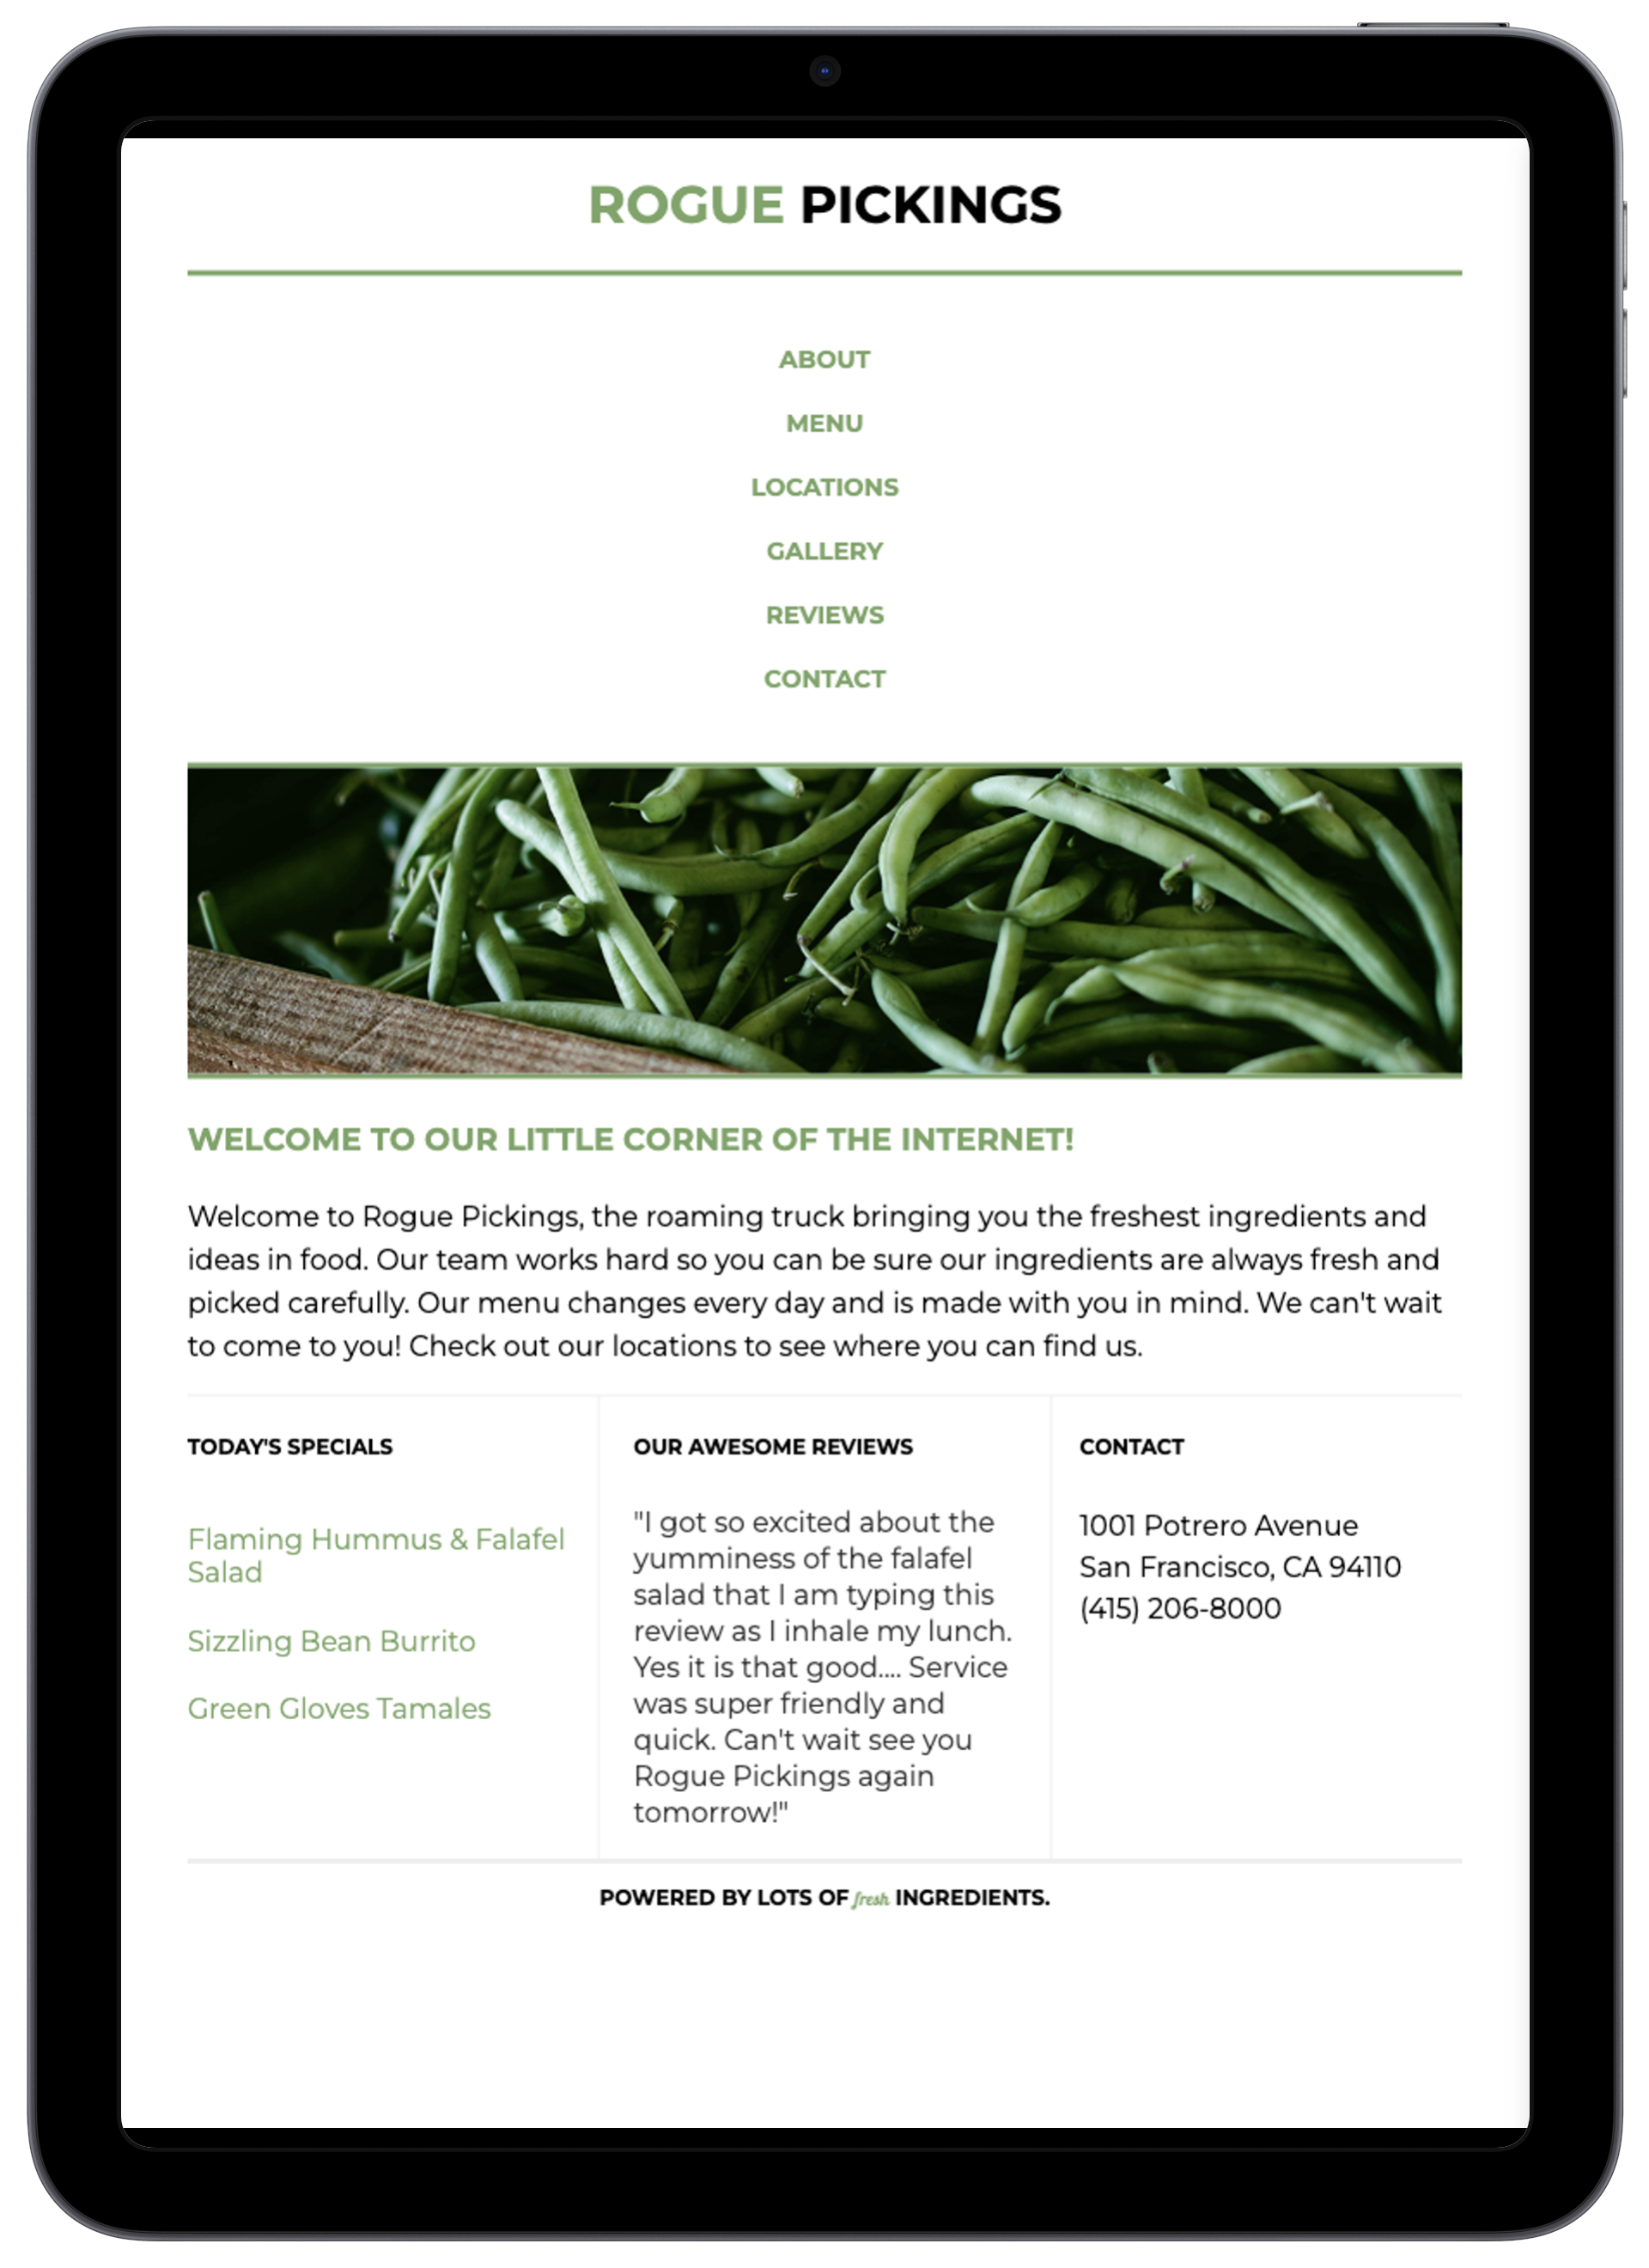 ROGUE PICKINGS
ABOUT
MENU
LOCATIONS
GALLERY
REVIEWS
CONTACT
WELCOME TO OUR LITTLE CORNER OF THE INTERNET!
Welcome to Rogue Pickings, the roaming truck bringing you the freshest ingredients and
ideas in food. Our team works hard so you can be sure our ingredients are always fresh and
picked carefully. Our menu changes every day and is made with you in mind. We can't wait
to come to you! Check out our locations to see where you can find us.
TODAY'S SPECIALS
Flaming Hummus & Falafel
Salad
Sizzling Bean Burrito
Green Gloves Tamales
OUR AWESOME REVIEWS
"I got so excited about the
yumminess of the falafel
salad that I am typing this
review as I inhale my lunch.
Yes it is that good.... Service
was super friendly and
quick. Can't wait see you
Rogue Pickings again
tomorrow!"
CONTACT
1001 Potrero Avenue
San Francisco, CA 94110
(415) 206-8000
POWERED BY LOTS OF fresh INGREDIENTS.